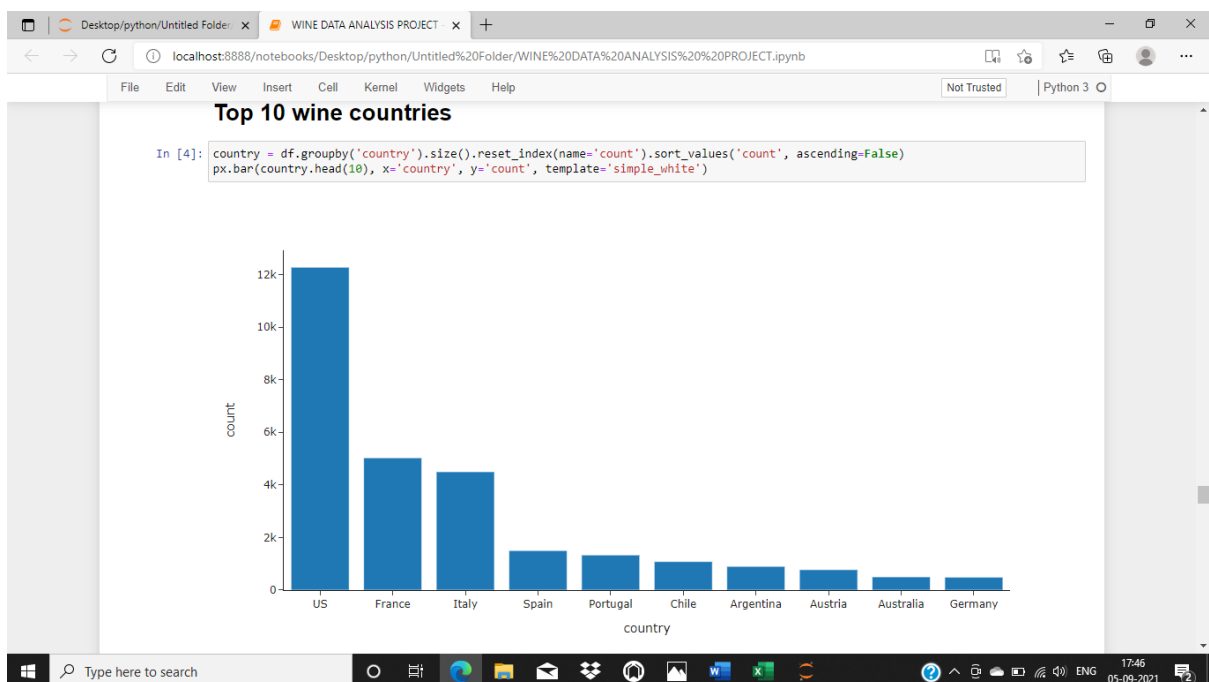 Desktop/python/Untitled Folder/
WINE DATA ANALYSIS PROJECT -
localhost:8888/notebooks/Desktop/python/Untitled%20Folder/WINE%20DATA%20ANALYSIS%20%20PROJECT.ipynb
File Edit View Insert Cell Kernel Widgets Help Not Trusted Python 3
Top 10 wine countries
In [4]: country = df.groupby('country').size().reset_index(name='count').sort_values('count', ascending=False)
px.bar(country.head(10), x='country', y='count', template='simple_white')
12k
10k
8k
6k
4k
2k
0
count
US France Italy Spain Portugal Chile Argentina Austria Australia Germany
country
Type here to search
ENG
17:46
05-09-2021
2